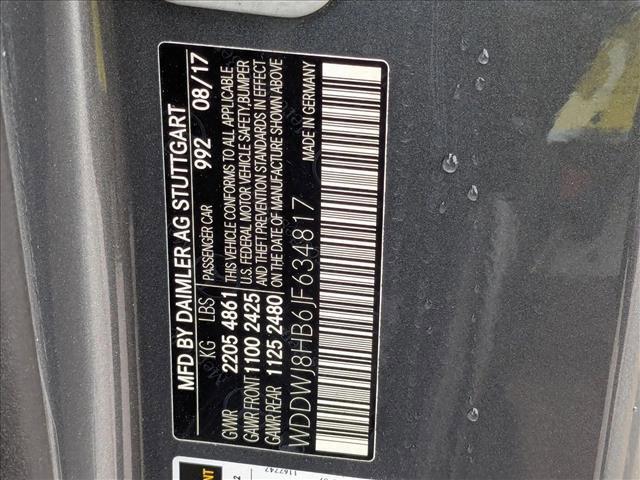 MFD BY DAIMLER AG STUTTGART
992 08/17
KG LBS PASSENGER CAR
GVWR 2205 4861
GAWR FRONT 1100 2425
GAWR REAR 1125 2480
THIS VEHICLE CONFORMS TO ALL APPLICABLE
U.S. FEDERAL MOTOR VEHICLE SAFETY,BUMPER
AND THEFT PREVENTION STANDARDS IN EFFECT
ON THE DATE OF MANUFACTURE SHOWN ABOVE
WDDWJ8HB6JF634817
MADE IN GERMANY